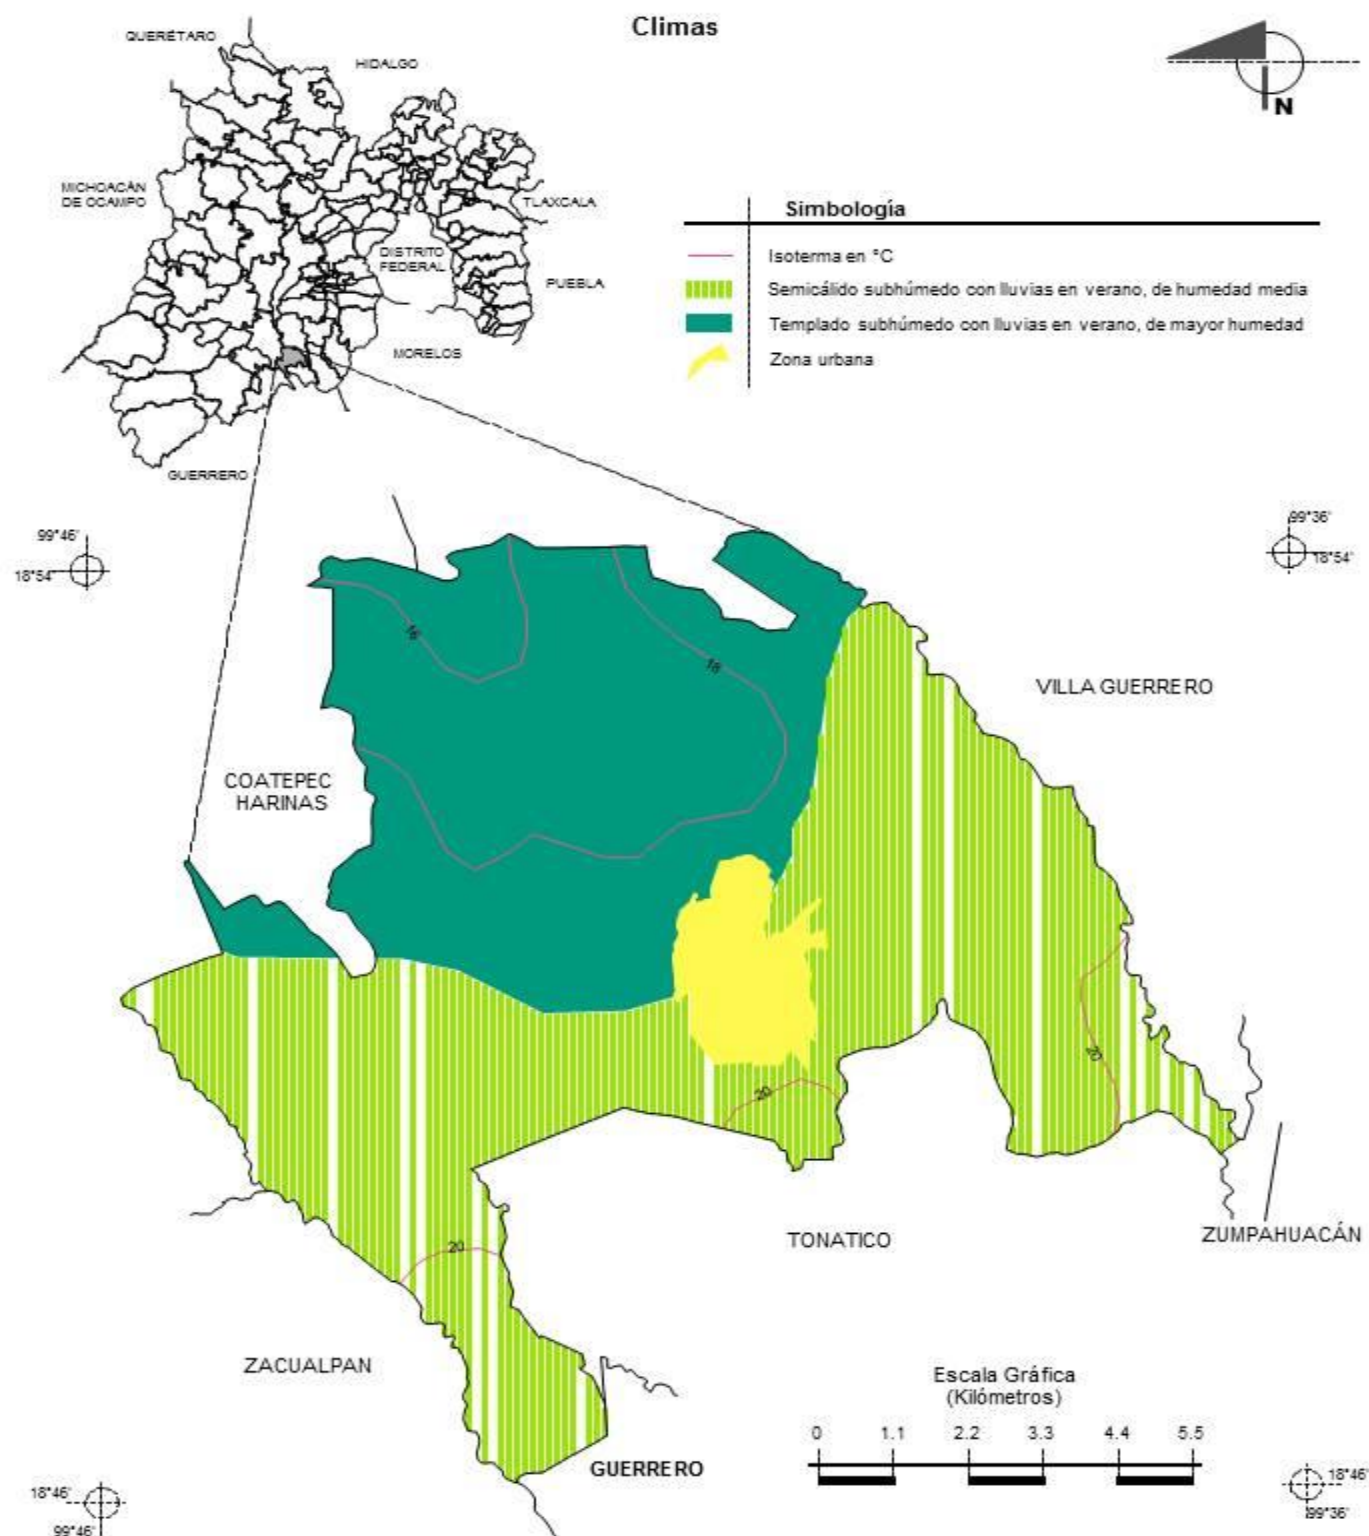 Climas
QUERÉTARO
HIDALGO
MICHOACÁN
DE OCAMPO
TLAXCALA
DISTRITO
FEDERAL
PUEBLA
MORELOS
GUERRERO
N
Simbología
Isoterma en °C
Semicálido subhúmedo con lluvias en verano, de humedad media
Templado subhúmedo con lluvias en verano, de mayor humedad
Zona urbana
99°46'
18°54'
99°36'
18°54'
16
18
VILLA GUERRERO
COATEPEC
HARINAS
20
20
20
TONATICO
ZUMPAHUACÁN
ZACUALPAN
GUERRERO
Escala Gráfica
(Kilómetros)
0 1.1 2.2 3.3 4.4 5.5
18°46'
99°46'
18°46'
99°36'